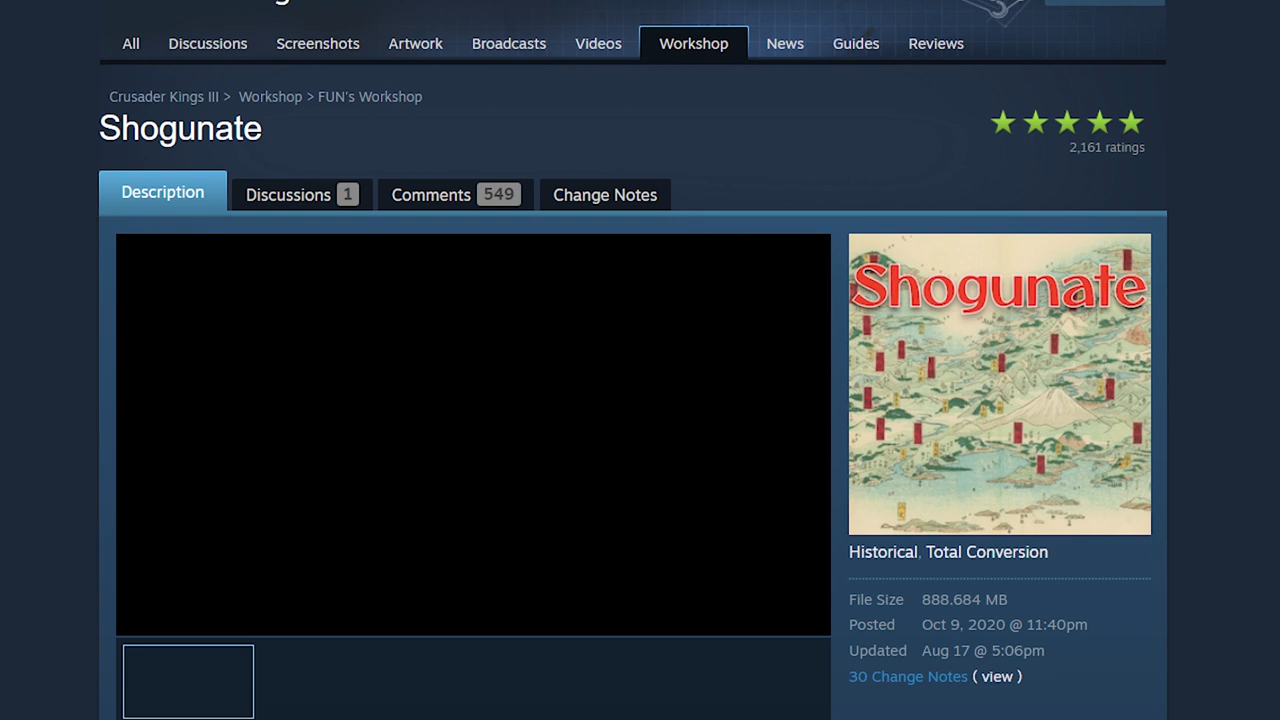 All Discussions Screenshots Artwork Broadcasts Videos Workshop News Guides Reviews
Crusader Kings III > Workshop > FUN's Workshop
Shogunate
2,161 ratings
Description Discussions 1 Comments 549 Change Notes
Shogunate
Historical, Total Conversion
File Size 888.684 MB
Posted Oct 9, 2020 @ 11:40pm
Updated Aug 17 @ 5:06pm
30 Change Notes ( view )